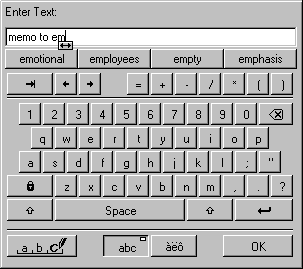 Enter Text:
memo to em
emotional employees empty emphasis
= + - / * ( )
1 2 3 4 5 6 7 8 9 0
q w e r t y u i o p
a s d f g h j k l ; "
z x c v b n m , . ?
Space
a b c abc àëô OK